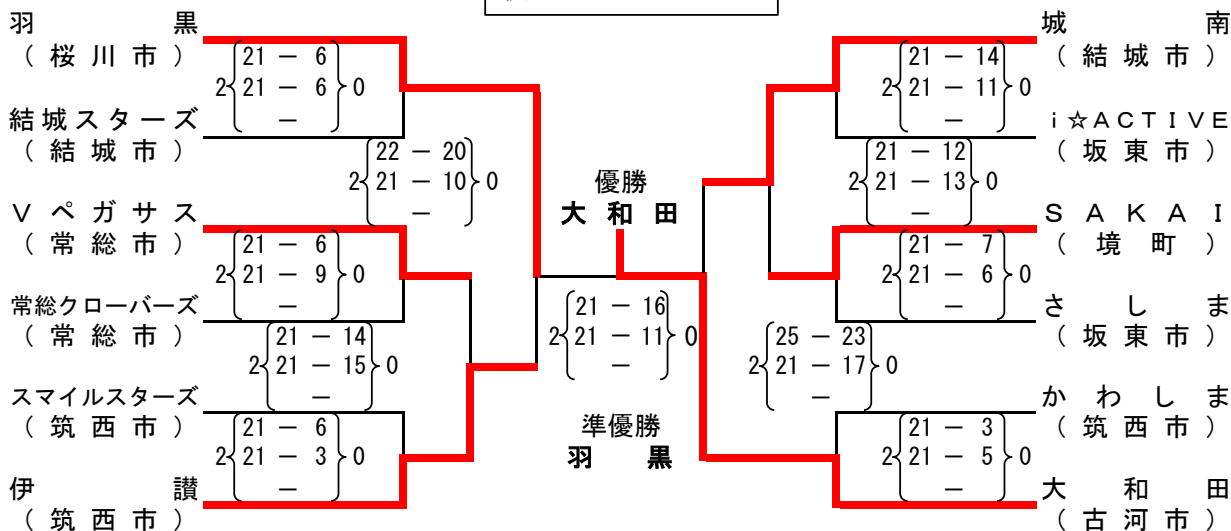 羽黒
(桜川市)
21 － 6
2 21 － 6 0
－
結城スターズ
(結城市)
22 － 20
2 21 － 10 0
－
Vペガサス
(常総市)
21 － 6
2 21 － 9 0
－
常総クローバーズ
(常総市)
21 － 14
2 21 － 15 0
－
スマイルスターズ
(筑西市)
21 － 6
2 21 － 3 0
－
伊讃
(筑西市)
優勝
大和田
21 － 16
2 21 － 11 0
－
準優勝
羽黒
城南
(結城市)
21 － 14
2 21 － 11 0
－
i☆ACTIVE
(坂東市)
21 － 12
2 21 － 13 0
－
SAKAI
(境町)
21 － 7
2 21 － 6 0
－
さしま
(坂東市)
25 － 23
2 21 － 17 0
－
かわしま
(筑西市)
21 － 3
2 21 － 5 0
－
大和田
(古河市)